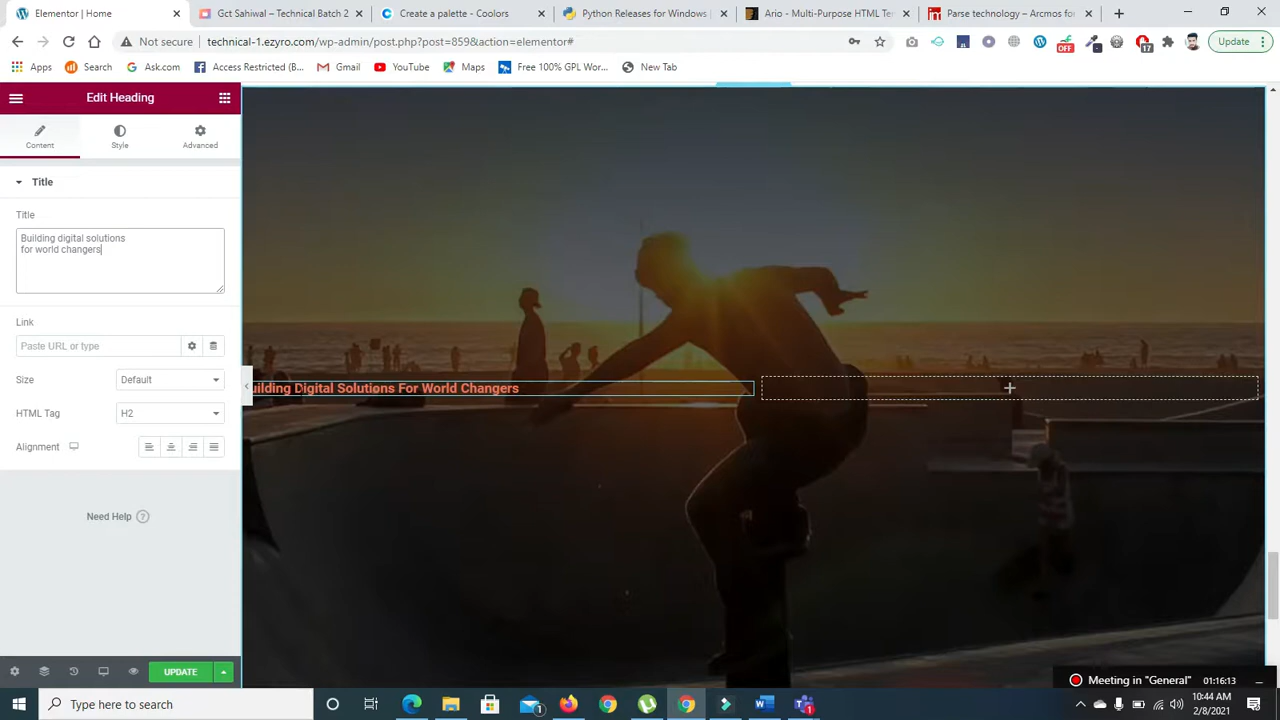 Elementor | Home
Gct Sahiwal – Technical Batch 2
Create a palette - Coolors
Python Releases for Windows
Ario - Multi-Purpose HTML Ten
Parse technology – Arcmos for
Not secure
technical-1.ezyro.com/wp-admin/post.php?post=859&action=elementor#
OFF
17
Update
Apps
Search
Ask.com
Access Restricted (B...
Gmail
YouTube
Maps
Free 100% GPL Wor...
New Tab
Edit Heading
Content
Style
Advanced
Title
Title
Building digital solutions
for world changers
Link
Paste URL or type
Size
Default
HTML Tag
H2
Alignment
Need Help
UPDATE
uilding Digital Solutions For World Changers
Meeting in "General"
01:16:13
Type here to search
10:44 AM
2/8/2021